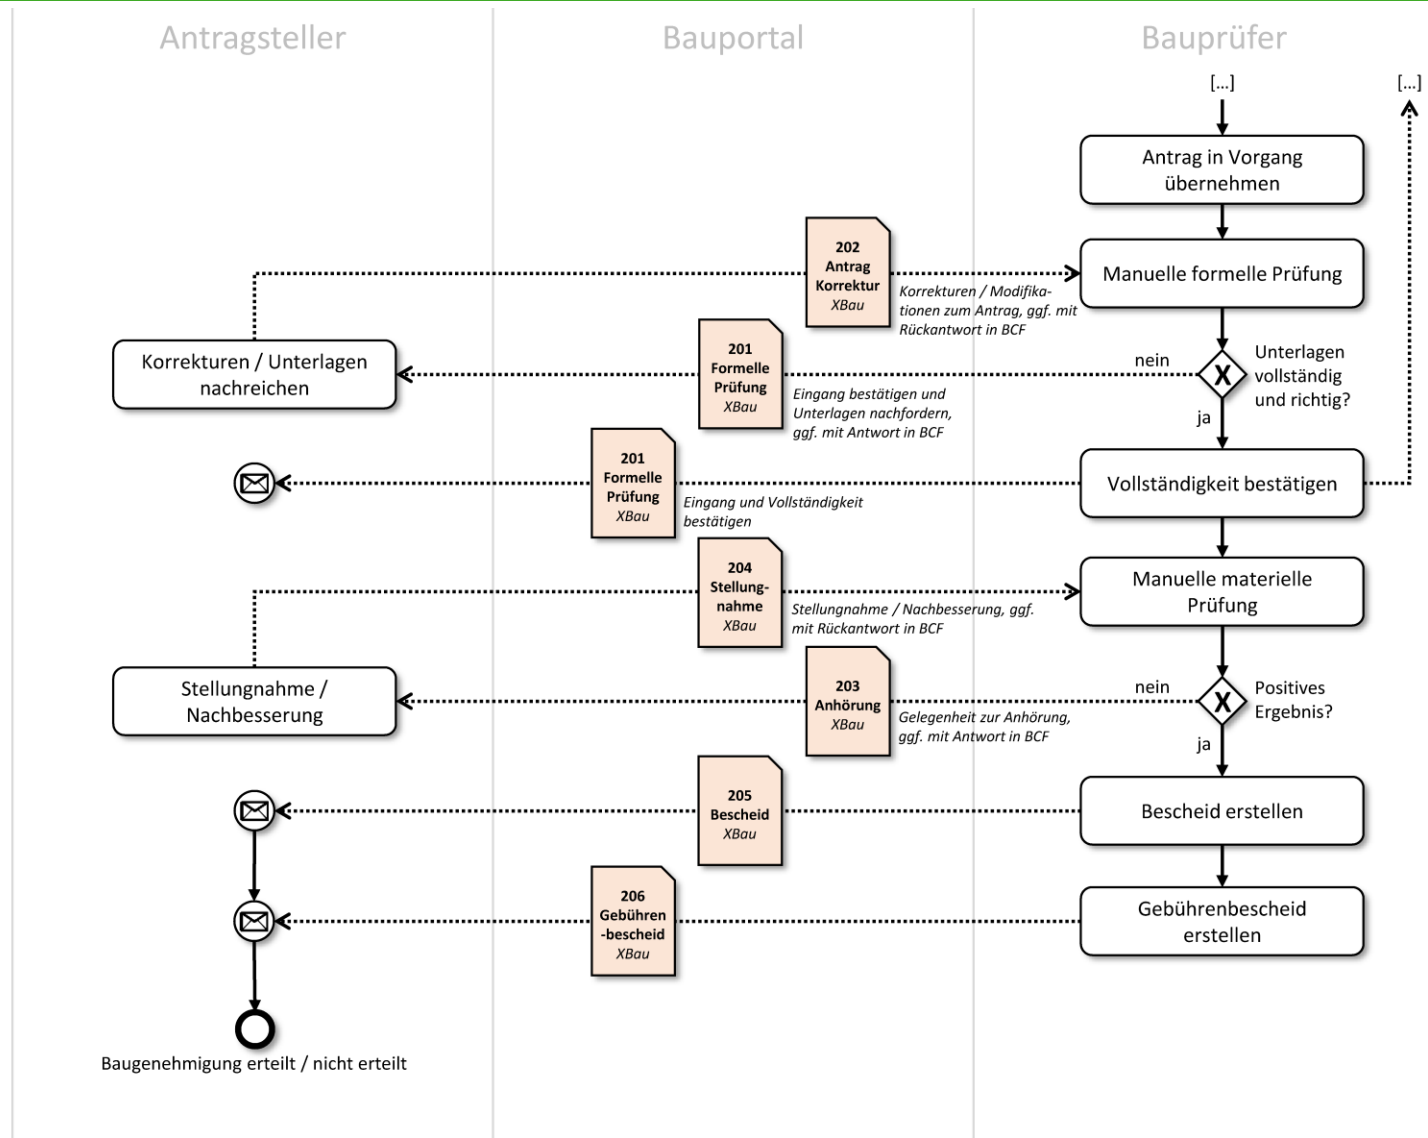 Antragsteller
Bauportal
Bauprüfer
[...]
[...]
Antrag in Vorgang
übernehmen
202
Antrag
Korrektur
XBau
Manuelle formelle Prüfung
Korrekturen / Modifika-
tionen zum Antrag, ggf. mit
Rückantwort in BCF
Korrekturen / Unterlagen
nachreichen
201
Formelle
Prüfung
XBau
nein
X
Unterlagen
vollständig
und richtig?
Eingang bestätigen und
Unterlagen nachfordern,
ggf. mit Antwort in BCF
ja
201
Formelle
Prüfung
XBau
Eingang und Vollständigkeit
bestätigen
Vollständigkeit bestätigen
204
Stellung-
nahme
XBau
Stellungnahme / Nachbesserung, ggf.
mit Rückantwort in BCF
Manuelle materielle
Prüfung
Stellungnahme /
Nachbesserung
203
Anhörung
XBau
nein
X
Positives
Ergebnis?
Gelegenheit zur Anhörung,
ggf. mit Antwort in BCF
ja
205
Bescheid
XBau
Bescheid erstellen
206
Gebühren
-bescheid
XBau
Gebührenbescheid
erstellen
Baugenehmigung erteilt / nicht erteilt